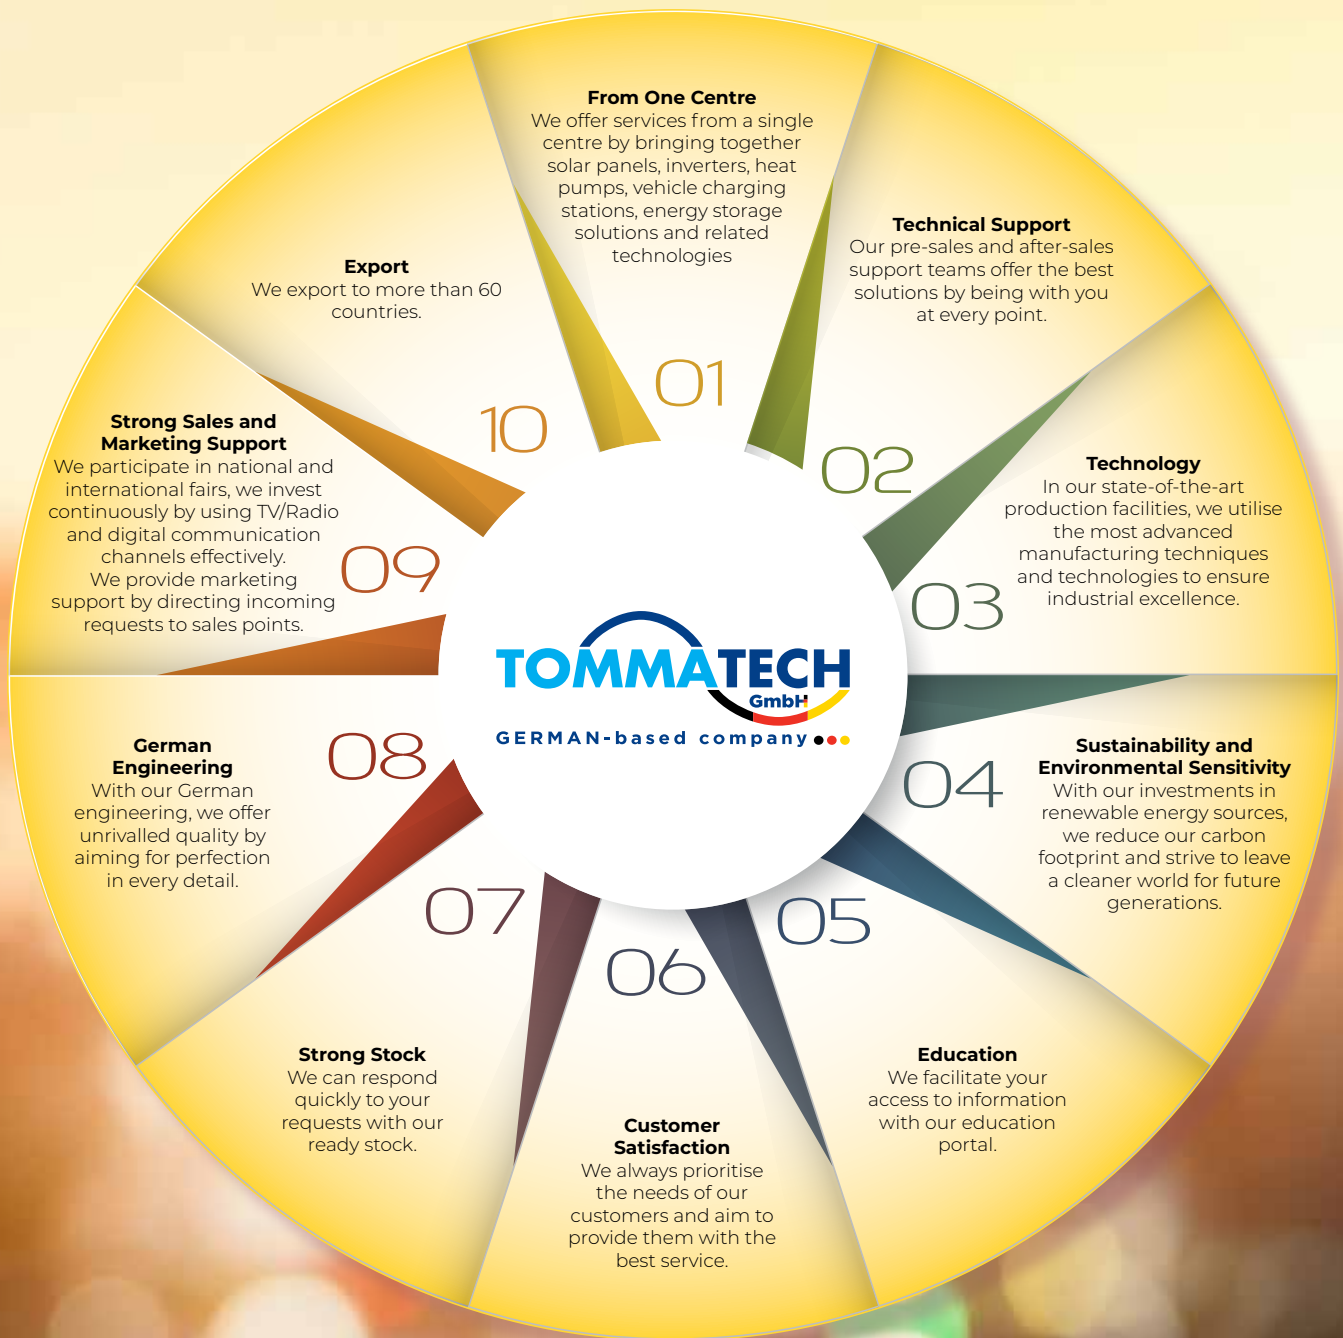 From One Centre
We offer services from a single
centre by bringing together
solar panels, inverters, heat
pumps, vehicle charging
stations, energy storage
solutions and related
technologies
01
Technical Support
Our pre-sales and after-sales
support teams offer the best
solutions by being with you
at every point.
02
Technology
In our state-of-the-art
production facilities, we utilise
the most advanced
manufacturing techniques
and technologies to ensure
industrial excellence.
03
Sustainability and
Environmental Sensitivity
With our investments in
renewable energy sources,
we reduce our carbon
footprint and strive to leave
a cleaner world for future
generations.
04
Education
We facilitate your
access to information
with our education
portal.
05
Customer
Satisfaction
We always prioritise
the needs of our
customers and aim to
provide them with the
best service.
06
Strong Stock
We can respond
quickly to your
requests with our
ready stock.
07
German
Engineering
With our German
engineering, we offer
unrivalled quality by
aiming for perfection
in every detail.
08
Strong Sales and
Marketing Support
We participate in national and
international fairs, we invest
continuously by using TV/Radio
and digital communication
channels effectively.
We provide marketing
support by directing incoming
requests to sales points.
09
Export
We export to more than 60
countries.
10
TOMMATECH
GmbH
GERMAN-based company